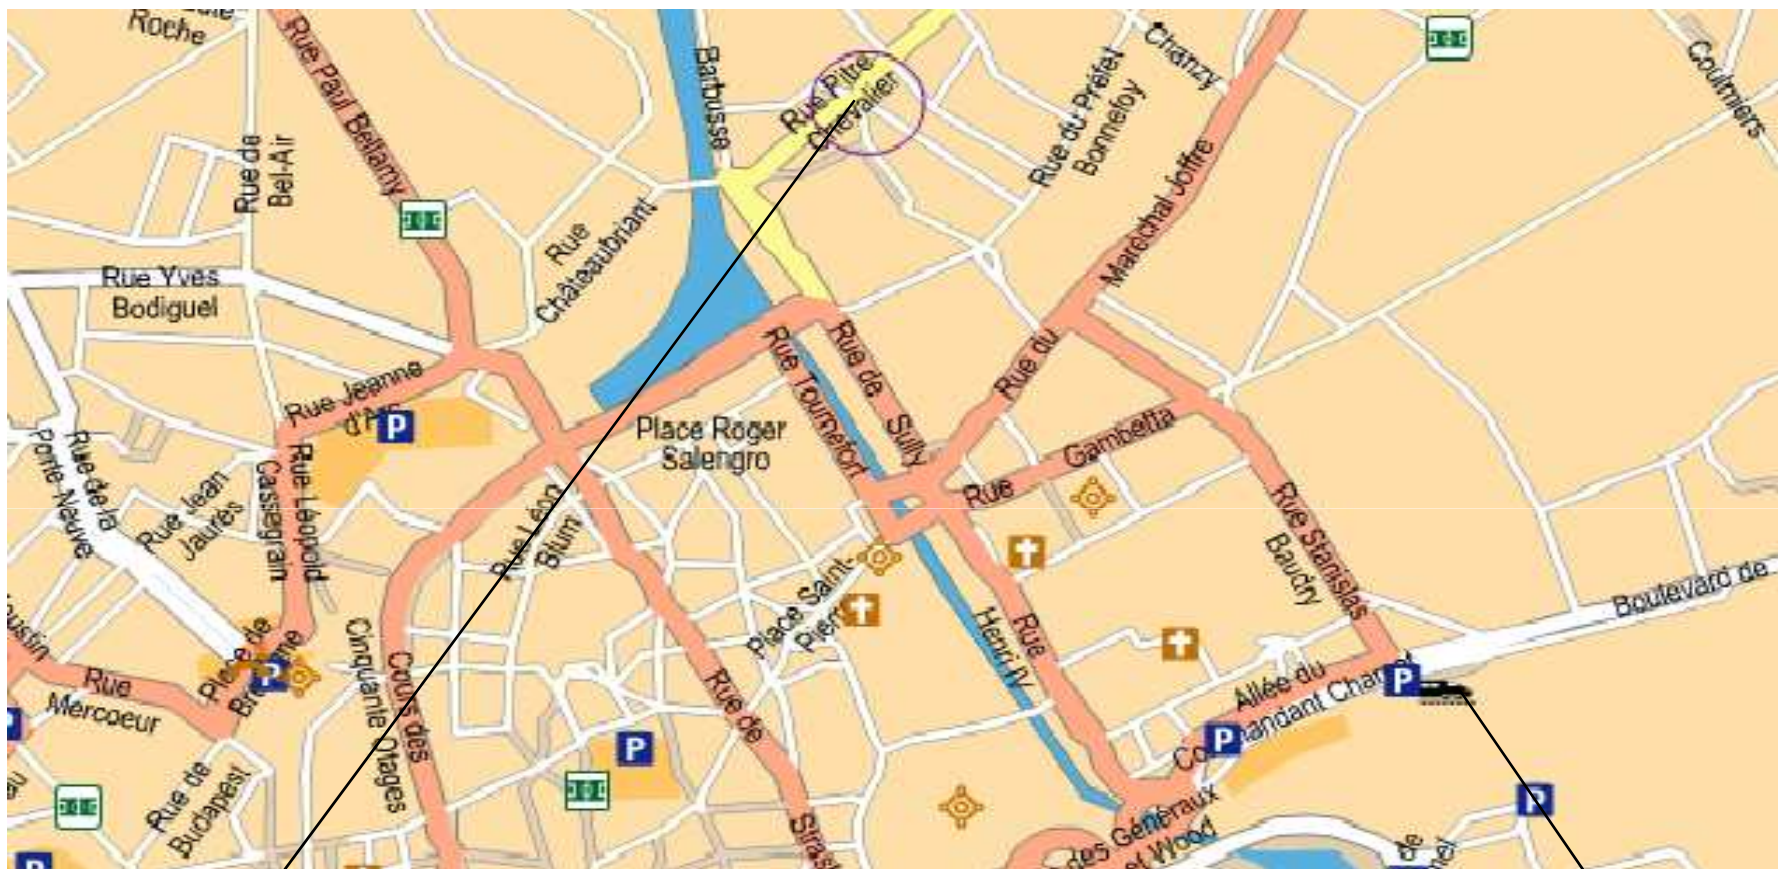 Roche
Rue Paul Bellamy
Barbusse
Rue Pitre
Chevalier
Chanzy
Rue du Préfet
Bonnefoy
Coulmiers
Rue de
Bel-Air
Maréchal Joffre
Rue
Châteaubriant
Rue Yves
Bodiguel
Rue Jeanne
d'Arc
P
Rue Tournefort
Rue de
Sully
Rue du
Place Roger
Salengro
Rue
Gambetta
Rue de la
Porte Neuve
Rue Jean
Jaurès
Rue Léopold
Cassegrain
Rue Léon
Blum
Rue Stanislas
Baudry
Boulevard de
Place Saint-
Pierre
Henri IV
Rue
Place de
Rue
Mercoeur
P
Cinquante Otages
Cours des
Rue de
P
Allée du
P
P
P
Rue de
Budapest
des Généraux
et Wood
de
P